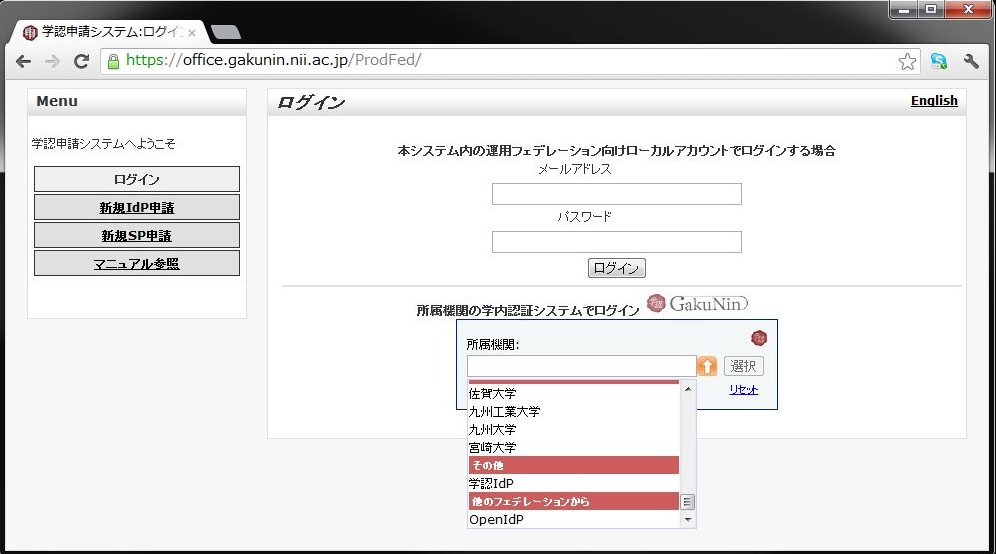 学認申請システム:ログイ
https://office.gakunin.nii.ac.jp/ProdFed/
Menu
学認申請システムへようこそ
ログイン
新規IdP申請
新規SP申請
マニュアル参照
ログイン
English
本システム内の運用フェデレーション向けローカルアカウントでログインする場合
メールアドレス
パスワード
ログイン
所属機関の学内認証システムでログイン GakuNin
所属機関:
選択
リセット
佐賀大学
九州工業大学
九州大学
宮崎大学
その他
学認IdP
他のフェデレーションから
OpenIdP